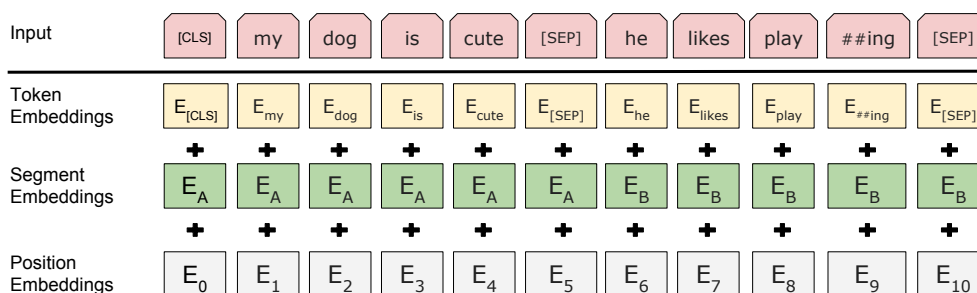 Input [CLS] my dog is cute [SEP] he likes play ##ing [SEP]
Token
Embeddings E[CLS] Emy Edog Eis Ecute E[SEP] Ehe Elikes Eplay E##ing E[SEP]
+ + + + + + + + + + +
Segment
Embeddings EA EA EA EA EA EA EB EB EB EB EB
+ + + + + + + + + + +
Position
Embeddings E0 E1 E2 E3 E4 E5 E6 E7 E8 E9 E10